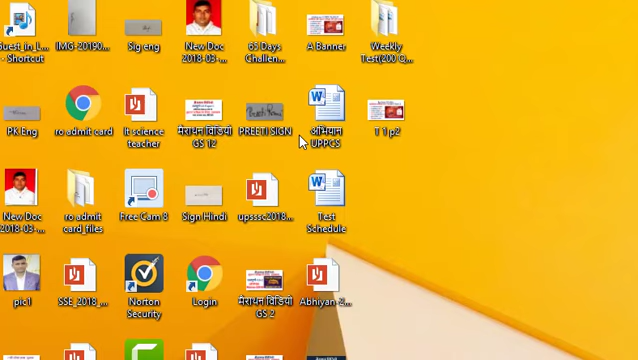 Guest_in_L...
- Shortcut
IMG-20190...
Sig eng
New Doc
2018-03-...
65 Days
Challen...
A Banner
Weekly
Test(200 Q...
PK Eng
ro admit card
lt science
teacher
मैराथन विडियो
GS 12
PREETI SIGN
अभियान
UPPCS
T 1 p2
New Doc
2018-03-...
ro admit
card_files
Free Cam 8
Sign Hindi
upsssc2018...
Test
Schedule
pic1
SSE_2018_...
Norton
Security
Login
मैराथन विडियो
GS 2
Abhiyan-2...